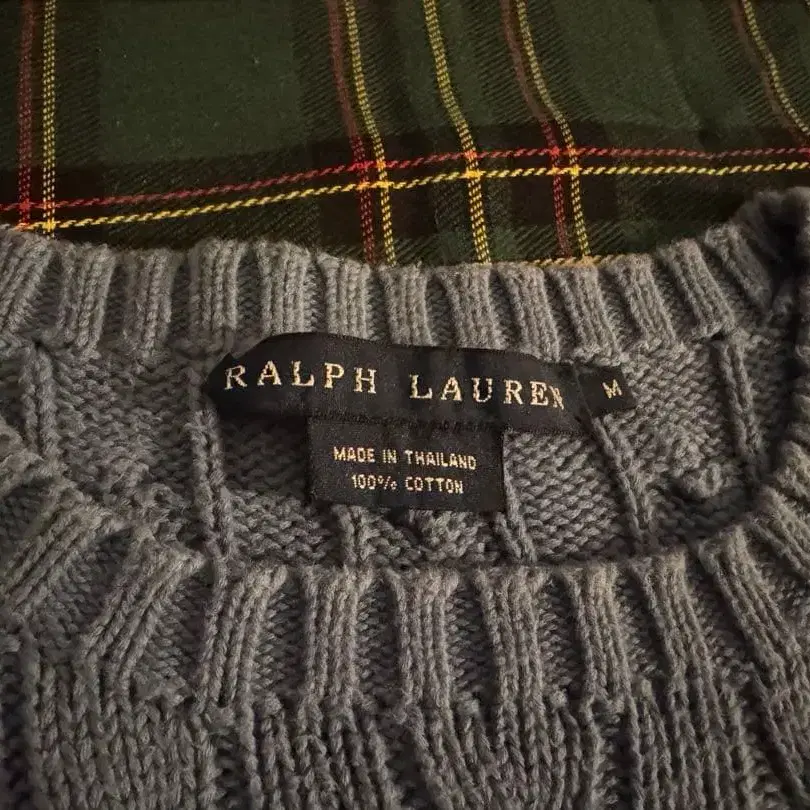 RALPH LAUREN
M
MADE IN THAILAND
100% COTTON